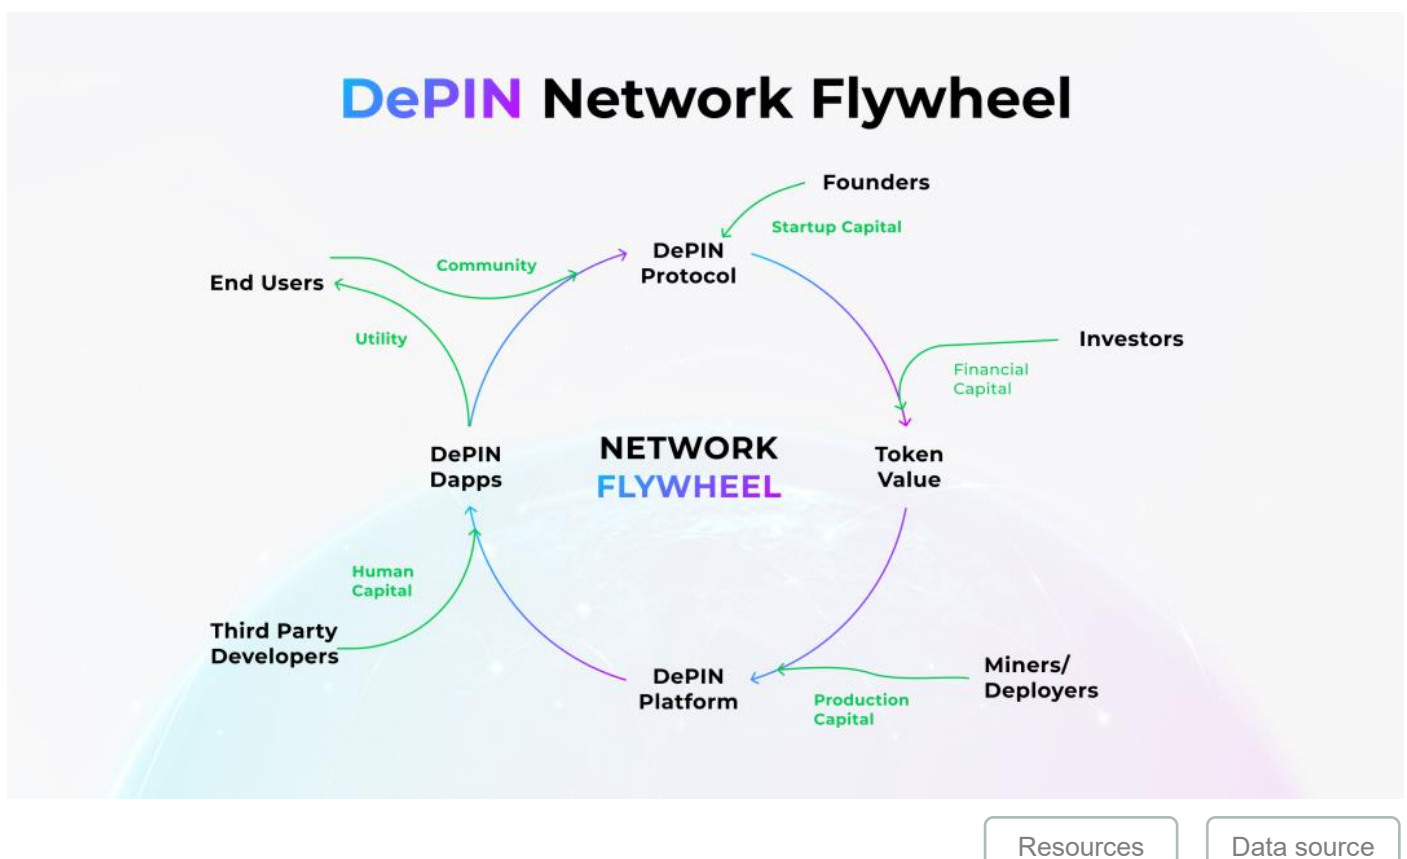 DePIN Network Flywheel
Founders
Startup Capital
DePIN
Protocol
Community
End Users
Utility
Investors
Financial
Capital
NETWORK
FLYWHEEL
DePIN
Dapps
Token
Value
Human
Capital
Third Party
Developers
DePIN
Platform
Miners/
Deployers
Production
Capital
Resources
Data source